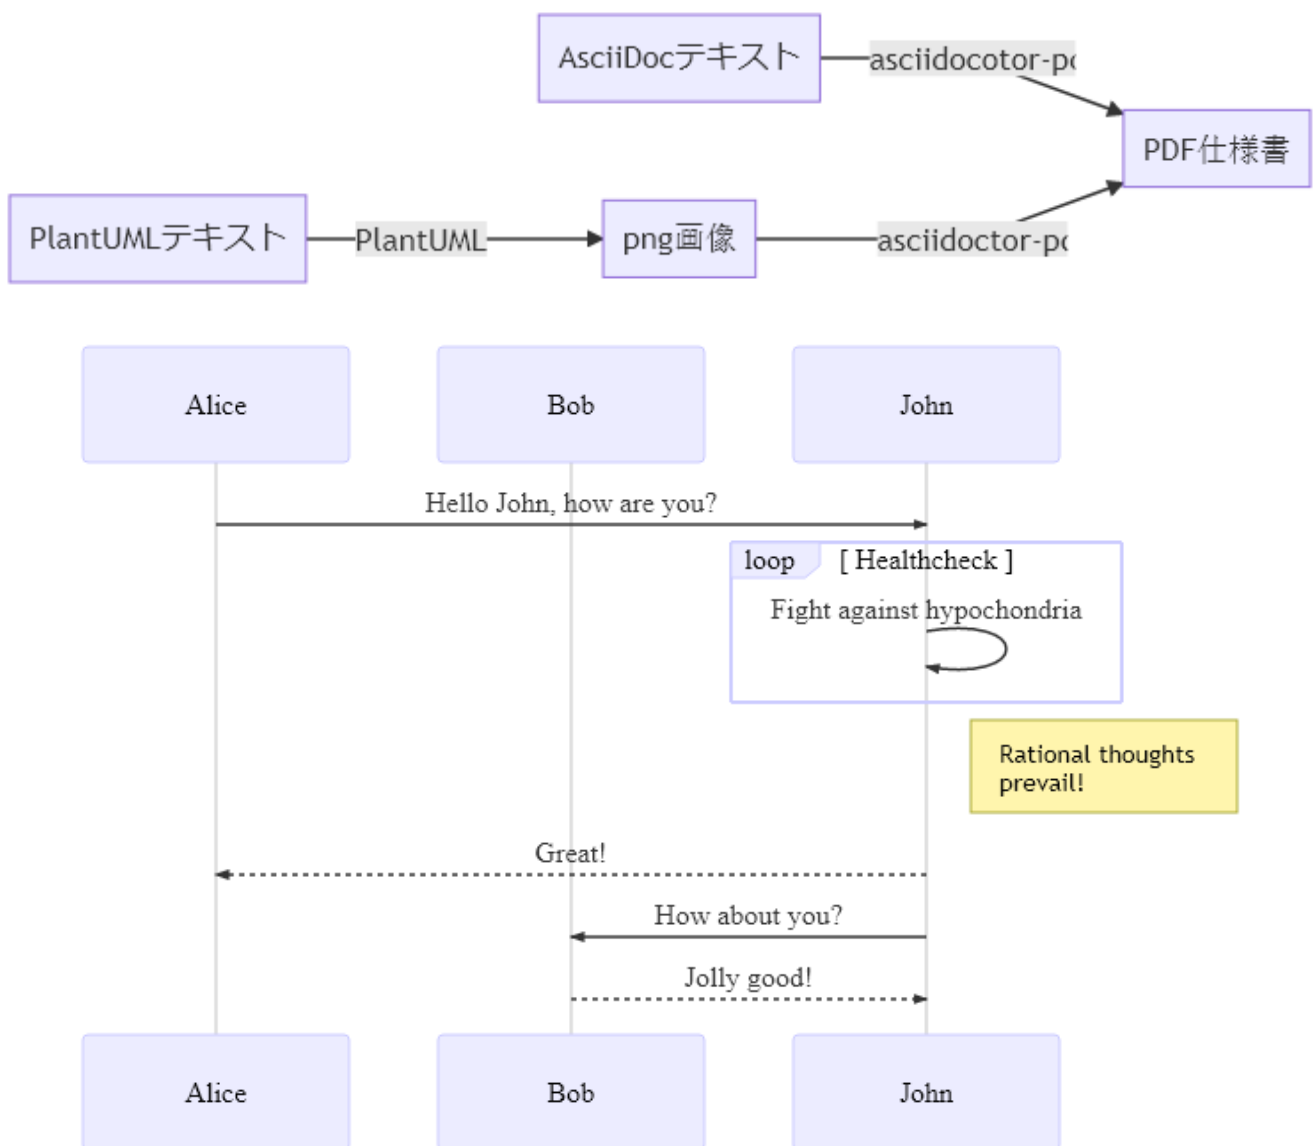 AsciiDocテキスト
asciidocotor-p
PDF仕様書
PlantUMLテキスト
PlantUML
png画像
asciidoctor-p
Alice
Bob
John
Hello John, how are you?
loop
[ Healthcheck ]
Fight against hypochondria
Rational thoughts
prevail!
Great!
How about you?
Jolly good!
Alice
Bob
John